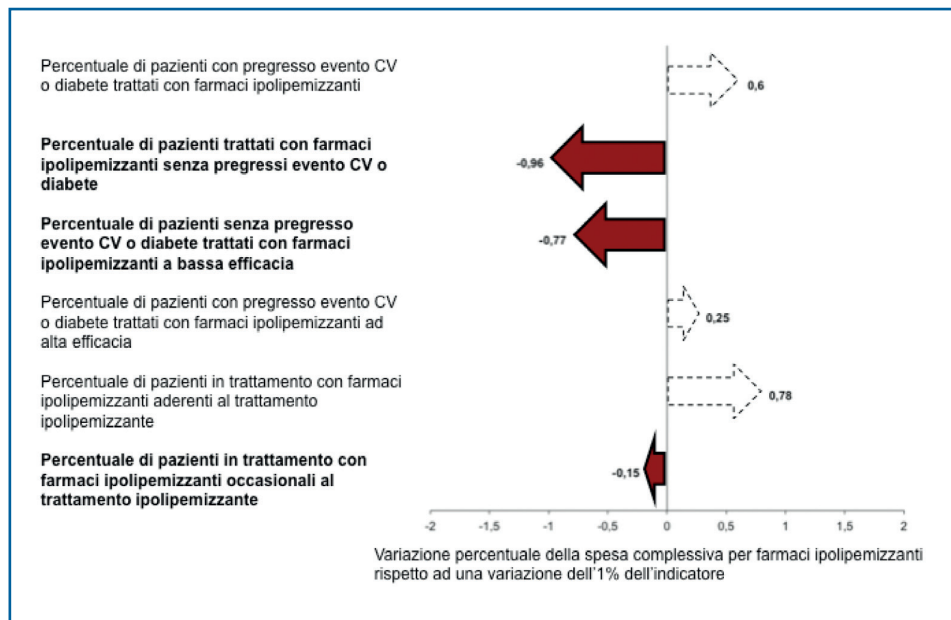 Percentuale di pazienti con pregresso evento CV
o diabete trattati con farmaci ipolipemizzanti
0,6
Percentuale di pazienti trattati con farmaci
ipolipemizzanti senza pregressi evento CV o
diabete
-0,96
Percentuale di pazienti senza pregresso
evento CV o diabete trattati con farmaci
ipolipemizzanti a bassa efficacia
-0,77
Percentuale di pazienti con pregresso evento CV
o diabete trattati con farmaci ipolipemizzanti ad
alta efficacia
0,25
Percentuale di pazienti in trattamento con farmaci
ipolipemizzanti aderenti al trattamento
ipolipemizzante
0,78
Percentuale di pazienti in trattamento con
farmaci ipolipemizzanti occasionali al
trattamento ipolipemizzante
-0,15
-2 -1,5 -1 -0,5 0 0,5 1 1,5 2
Variazione percentuale della spesa complessiva per farmaci ipolipemizzanti
rispetto ad una variazione dell'1% dell'indicatore